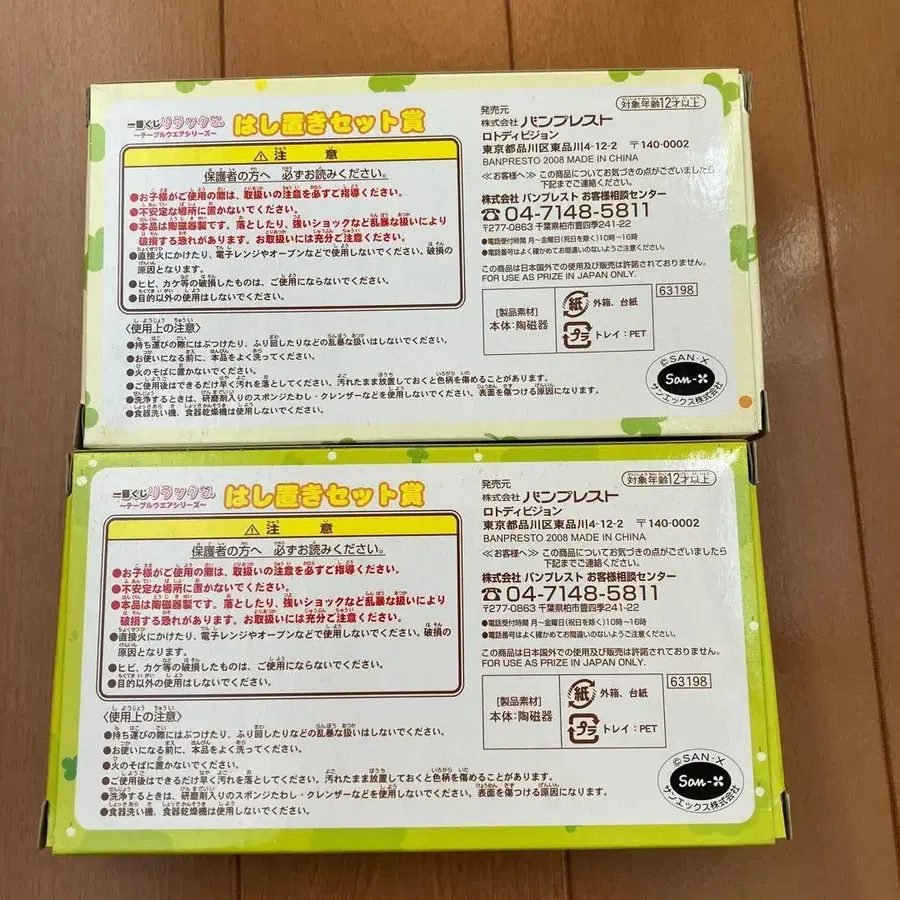 一番くじ リラックマ
~テーブルウエアシリーズ~
はし置きセット賞
⚠注 意
保護者の方へ 必ずお読みください。
●お子様がご使用の際は、取扱いの注意を必ずご指導ください。
●不安定な場所に置かないでください。
●本品は陶磁器製です。落としたり、強いショックなど乱暴な扱いにより
破損する恐れがあります。お取扱いには充分ご注意ください。
●直接火にかけたり、電子レンジやオーブンなどで使用しないでください。破損の
原因となります。
●ヒビ、カケ等の破損したものは、ご使用にならないでください。
●目的以外の使用はしないでください。
〈使用上の注意〉
●持ち運びの際にはぶつけたり、ふり回したりなどの乱暴な扱いはしないでください。
●お使いになる前に、本品をよく洗ってください。
●火のそばに置かないでください。
●ご使用後はできるだけ早く汚れを落としてください。汚れたまま放置しておくと色柄を傷めることがあります。
●洗浄するときは、研磨剤入りのスポンジたわし・クレンザーなどを使用しないでください。表面を傷つける原因になります。
●食器洗い機、食器乾燥機は使用しないでください。
対象年齢12才以上
発売元
株式会社 バンプレスト
ロトディビジョン
東京都品川区東品川4-12-2 〒140-0002
BANPRESTO 2008 MADE IN CHINA
≪お客様へ≫ この商品についてお気づきの点がございましたら
下記までご連絡ください。
株式会社 バンプレスト お客様相談センター
☎04-7148-5811
〒277-0863 千葉県柏市豊四季241-22
●電話受付時間 月~金曜日(祝日を除く)10時~16時
●電話番号はよく確かめてお間違いのないようご注意ください。
この商品は日本国外での使用及び販売は許諾されておりません。
FOR USE AS PRIZE IN JAPAN ONLY.
63198
[製品素材]
本体:陶磁器
紙 外箱、台紙
プラ トレイ:PET
©SAN-X
San-X
サンエックス株式会社
一番くじ リラックマ
~テーブルウエアシリーズ~
はし置きセット賞
⚠注 意
保護者の方へ 必ずお読みください。
●お子様がご使用の際は、取扱いの注意を必ずご指導ください。
●不安定な場所に置かないでください。
●本品は陶磁器製です。落としたり、強いショックなど乱暴な扱いにより
破損する恐れがあります。お取扱いには充分ご注意ください。
●直接火にかけたり、電子レンジやオーブンなどで使用しないでください。破損の
原因となります。
●ヒビ、カケ等の破損したものは、ご使用にならないでください。
●目的以外の使用はしないでください。
〈使用上の注意〉
●持ち運びの際にはぶつけたり、ふり回したりなどの乱暴な扱いはしないでください。
●お使いになる前に、本品をよく洗ってください。
●火のそばに置かないでください。
●ご使用後はできるだけ早く汚れを落としてください。汚れたまま放置しておくと色柄を傷めることがあります。
●洗浄するときは、研磨剤入りのスポンジたわし・クレンザーなどを使用しないでください。表面を傷つける原因になります。
●食器洗い機、食器乾燥機は使用しないでください。
対象年齢12才以上
発売元
株式会社 バンプレスト
ロトディビジョン
東京都品川区東品川4-12-2 〒140-0002
BANPRESTO 2008 MADE IN CHINA
≪お客様へ≫ この商品についてお気づきの点がございましたら
下記までご連絡ください。
株式会社 バンプレスト お客様相談センター
☎04-7148-5811
〒277-0863 千葉県柏市豊四季241-22
●電話受付時間 月~金曜日(祝日を除く)10時~16時
●電話番号はよく確かめてお間違いのないようご注意ください。
この商品は日本国外での使用及び販売は許諾されておりません。
FOR USE AS PRIZE IN JAPAN ONLY.
63198
[製品素材]
本体:陶磁器
紙 外箱、台紙
プラ トレイ:PET
©SAN-X
San-X
サンエックス株式会社